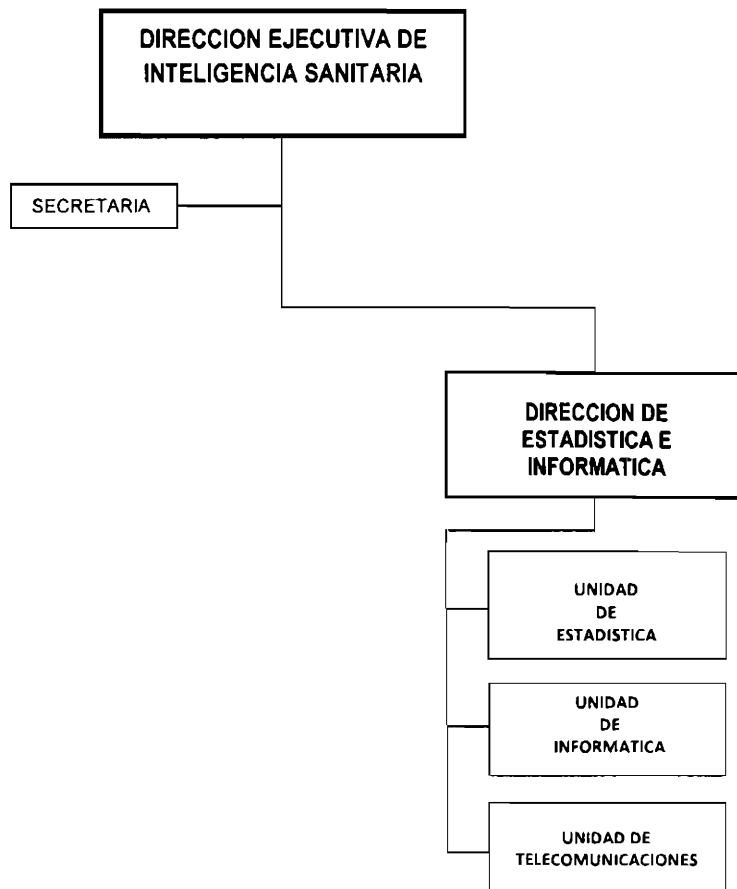 DIRECCION EJECUTIVA DE
INTELIGENCIA SANITARIA
SECRETARIA
DIRECCION DE
ESTADISTICA E
INFORMATICA
UNIDAD
DE
ESTADISTICA
UNIDAD
DE
INFORMATICA
UNIDAD DE
TELECOMUNICACIONES